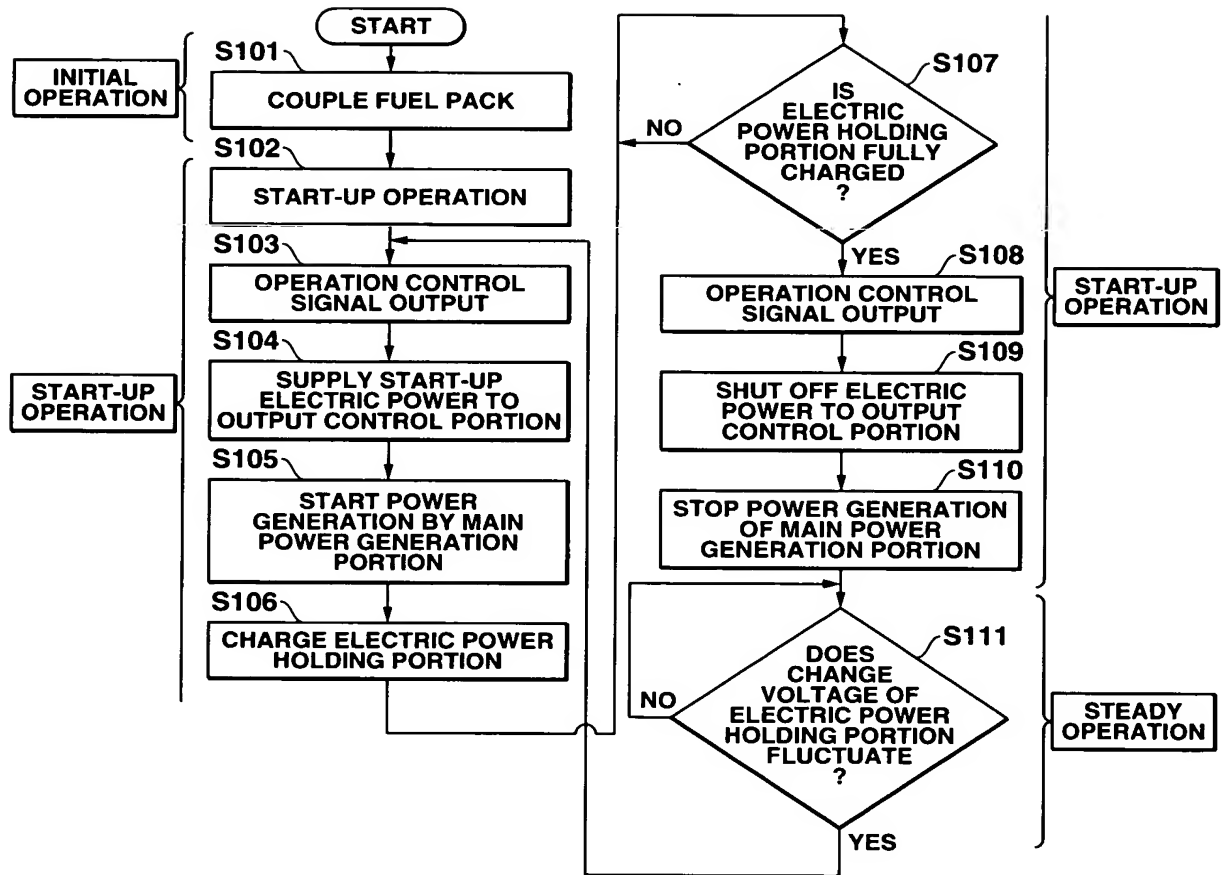 START
S101
INITIAL
OPERATION
COUPLE FUEL PACK
S102
START-UP OPERATION
S103
OPERATION CONTROL
SIGNAL OUTPUT
S104
SUPPLY START-UP
ELECTRIC POWER TO
OUTPUT CONTROL PORTION
START-UP
OPERATION
S105
START POWER
GENERATION BY MAIN
POWER GENERATION
PORTION
S106
CHARGE ELECTRIC POWER
HOLDING PORTION
S107
IS
ELECTRIC
POWER HOLDING
PORTION FULLY
CHARGED
?
NO
YES
S108
OPERATION CONTROL
SIGNAL OUTPUT
START-UP
OPERATION
S109
SHUT OFF ELECTRIC
POWER TO OUTPUT
CONTROL PORTION
S110
STOP POWER GENERATION
OF MAIN POWER
GENERATION PORTION
S111
DOES
CHANGE
VOLTAGE OF
ELECTRIC POWER
HOLDING PORTION
FLUCTUATE
?
NO
YES
STEADY
OPERATION